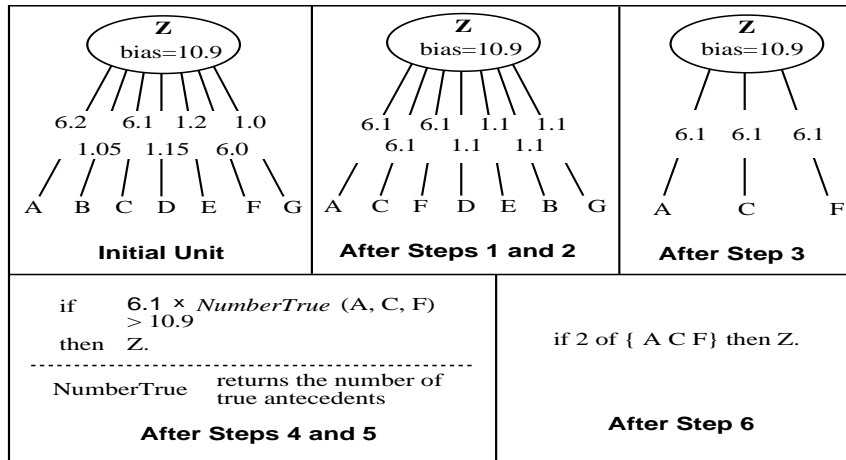 Z
bias=10.9
6.2 6.1 1.2 1.0
1.05 1.15 6.0
A B C D E F G
Initial Unit
Z
bias=10.9
6.1 6.1 1.1 1.1
6.1 1.1 1.1
A C F D E B G
After Steps 1 and 2
Z
bias=10.9
6.1 6.1 6.1
A C F
After Step 3
if 6.1 × NumberTrue (A, C, F)
> 10.9
then Z.
NumberTrue returns the number of
true antecedents
After Steps 4 and 5
if 2 of { A C F} then Z.
After Step 6